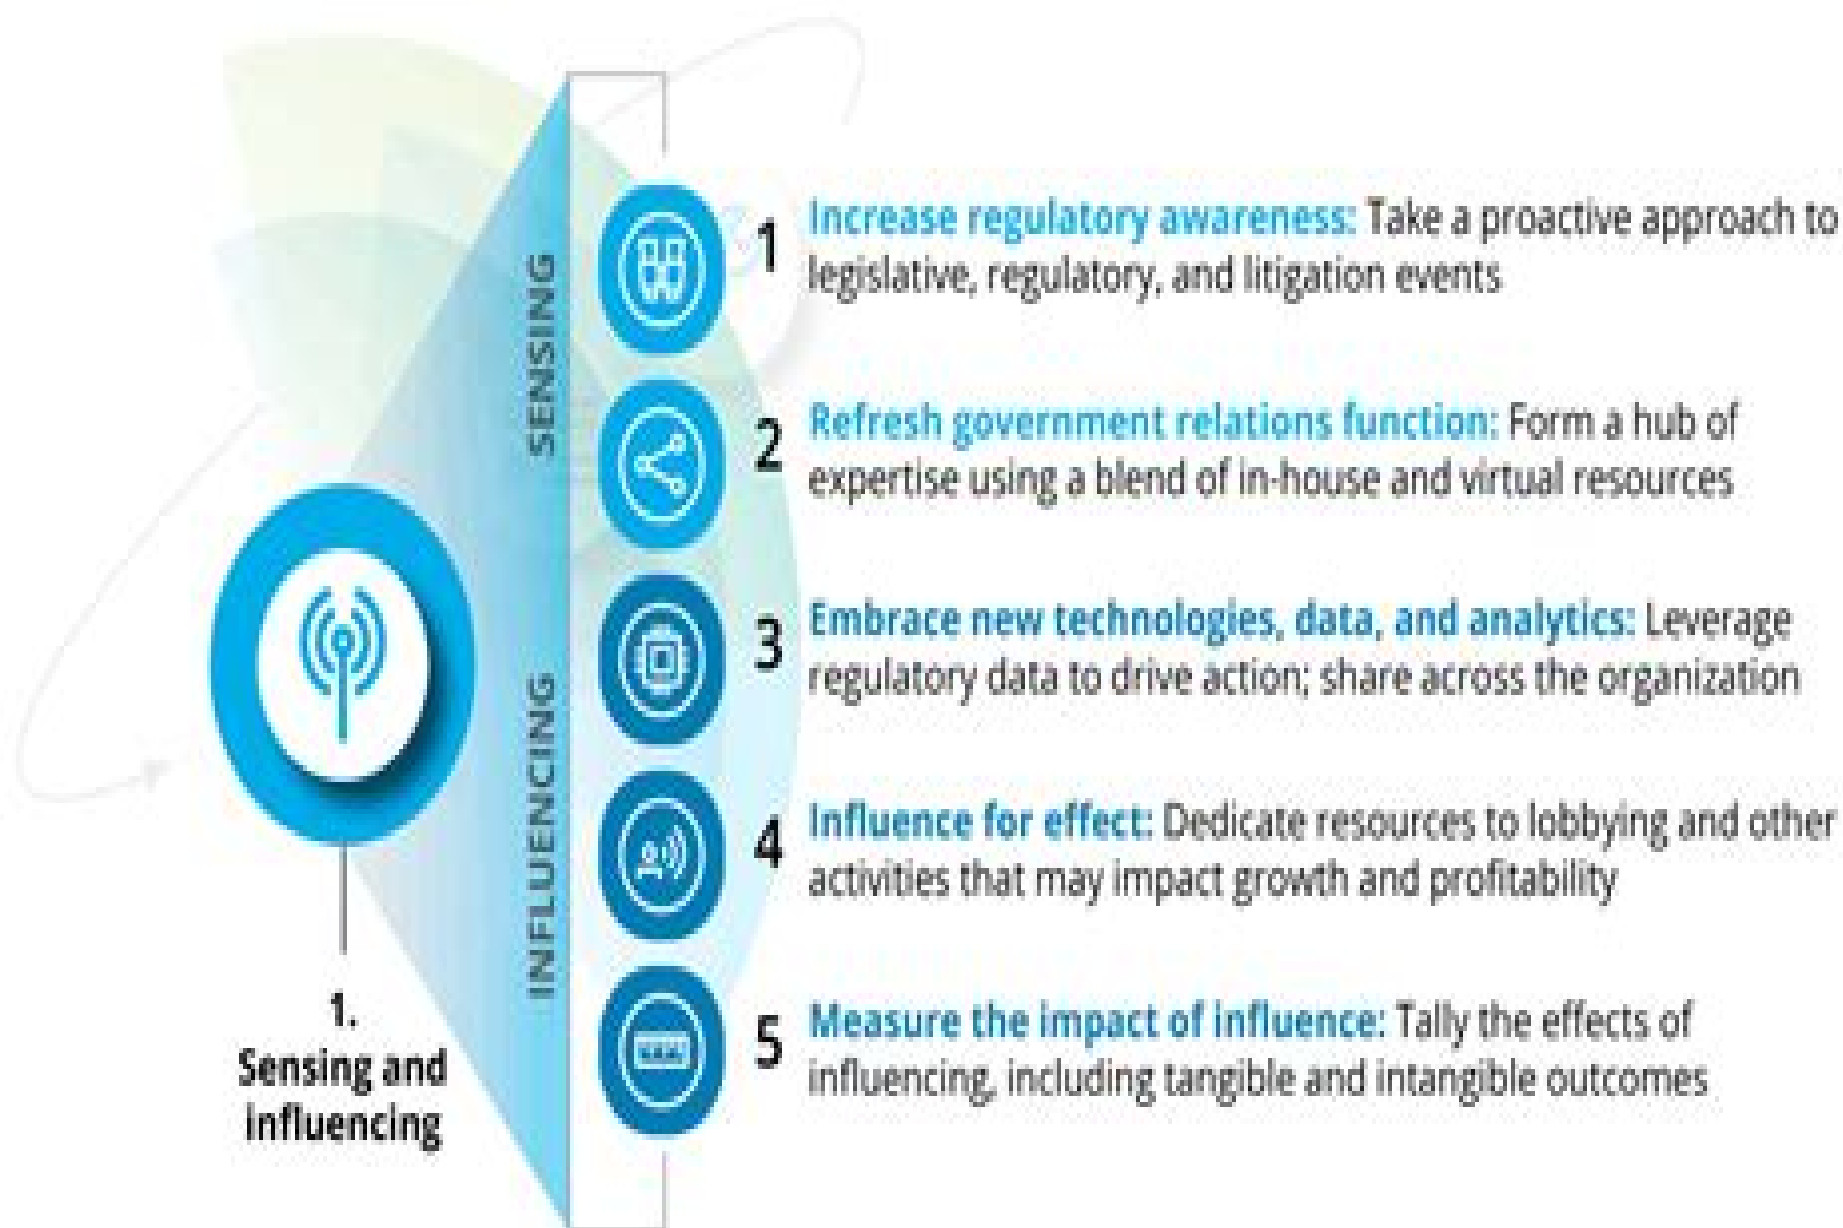 SENSING
INFLUENCING
1.
Sensing and
influencing
1
Increase regulatory awareness: Take a proactive approach to
legislative, regulatory, and litigation events
2
Refresh government relations function: Form a hub of
expertise using a blend of in-house and virtual resources
3
Embrace new technologies, data, and analytics: Leverage
regulatory data to drive action; share across the organization
4
Influence for effect: Dedicate resources to lobbying and other
activities that may impact growth and profitability
5
Measure the impact of influence: Tally the effects of
influencing, including tangible and intangible outcomes